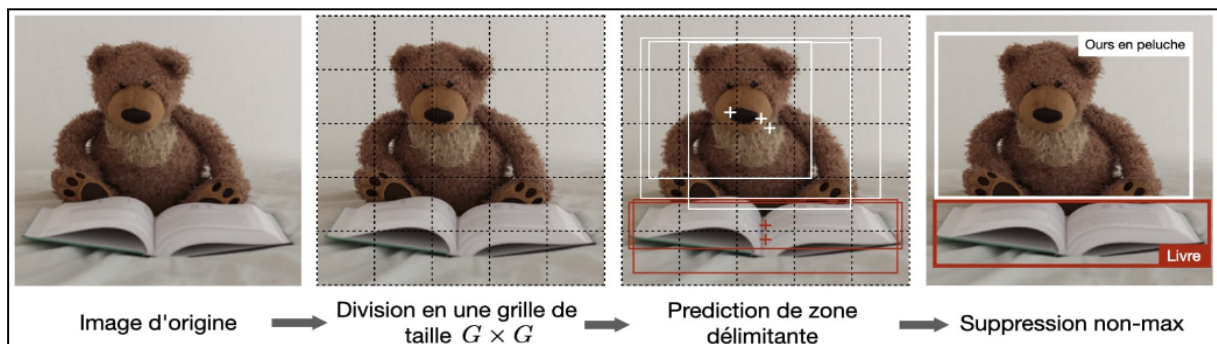 Ours en peluche
Livre
Image d'origine
Division en une grille de
taille G × G
Prediction de zone
délimitante
Suppression non-max